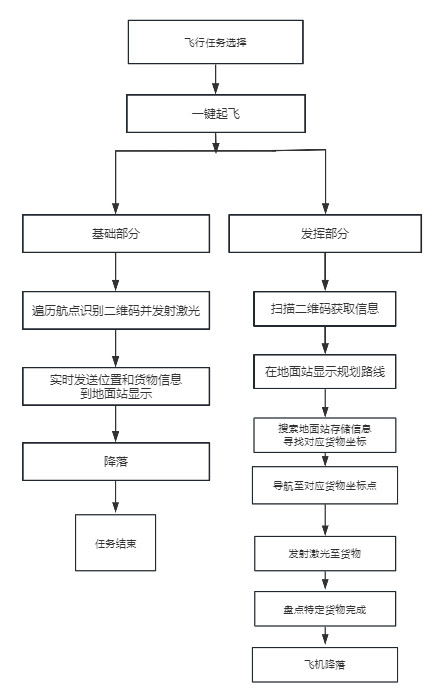 飞行任务选择
一键起飞
基础部分
遍历航点识别二维码并发射激光
实时发送位置和货物信息
到地面站显示
降落
任务结束
发挥部分
扫描二维码获取信息
在地面站显示规划路线
搜索地面站存储信息
寻找对应货物坐标
导航至对应货物坐标点
发射激光至货物
盘点特定货物完成
飞机降落